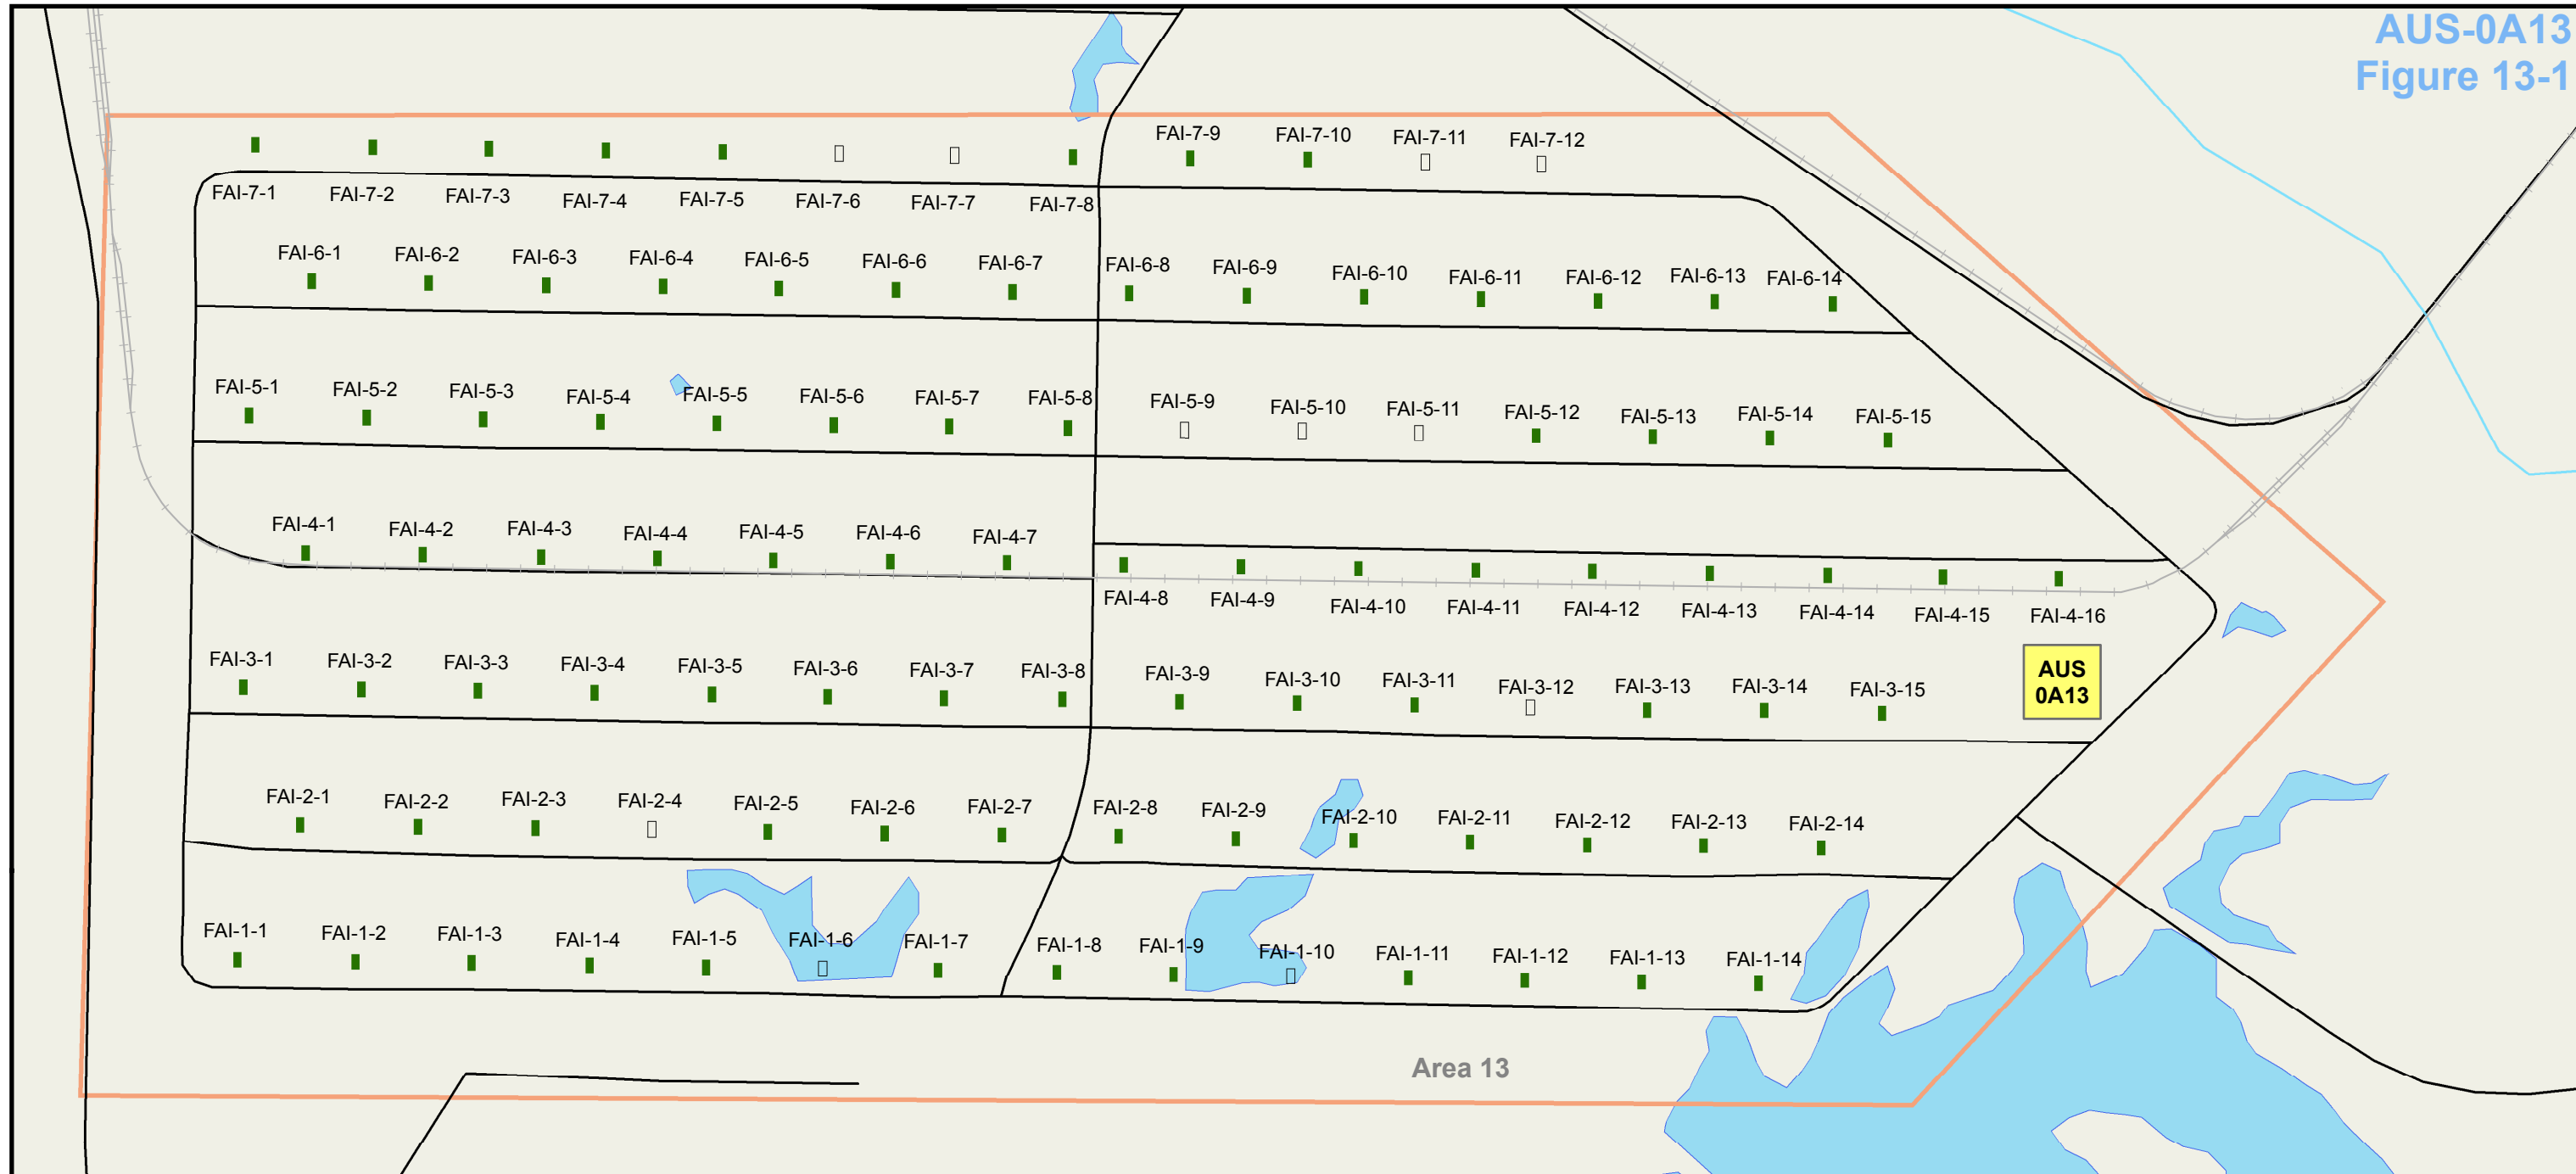 AUS-0A13
Figure 13-1
FAI-7-9 FAI-7-10 FAI-7-11 FAI-7-12
FAI-7-1 FAI-7-2 FAI-7-3 FAI-7-4 FAI-7-5 FAI-7-6 FAI-7-7 FAI-7-8
FAI-6-1 FAI-6-2 FAI-6-3 FAI-6-4 FAI-6-5 FAI-6-6 FAI-6-7 FAI-6-8 FAI-6-9 FAI-6-10 FAI-6-11 FAI-6-12 FAI-6-13 FAI-6-14
FAI-5-1 FAI-5-2 FAI-5-3 FAI-5-4 FAI-5-5 FAI-5-6 FAI-5-7 FAI-5-8 FAI-5-9 FAI-5-10 FAI-5-11 FAI-5-12 FAI-5-13 FAI-5-14 FAI-5-15
FAI-4-1 FAI-4-2 FAI-4-3 FAI-4-4 FAI-4-5 FAI-4-6 FAI-4-7
FAI-4-8 FAI-4-9 FAI-4-10 FAI-4-11 FAI-4-12 FAI-4-13 FAI-4-14 FAI-4-15 FAI-4-16
FAI-3-1 FAI-3-2 FAI-3-3 FAI-3-4 FAI-3-5 FAI-3-6 FAI-3-7 FAI-3-8 FAI-3-9 FAI-3-10 FAI-3-11 FAI-3-12 FAI-3-13 FAI-3-14 FAI-3-15
AUS
0A13
FAI-2-1 FAI-2-2 FAI-2-3 FAI-2-4 FAI-2-5 FAI-2-6 FAI-2-7 FAI-2-8 FAI-2-9 FAI-2-10 FAI-2-11 FAI-2-12 FAI-2-13 FAI-2-14
FAI-1-1 FAI-1-2 FAI-1-3 FAI-1-4 FAI-1-5 FAI-1-6 FAI-1-7 FAI-1-8 FAI-1-9 FAI-1-10 FAI-1-11 FAI-1-12 FAI-1-13 FAI-1-14
Area 13